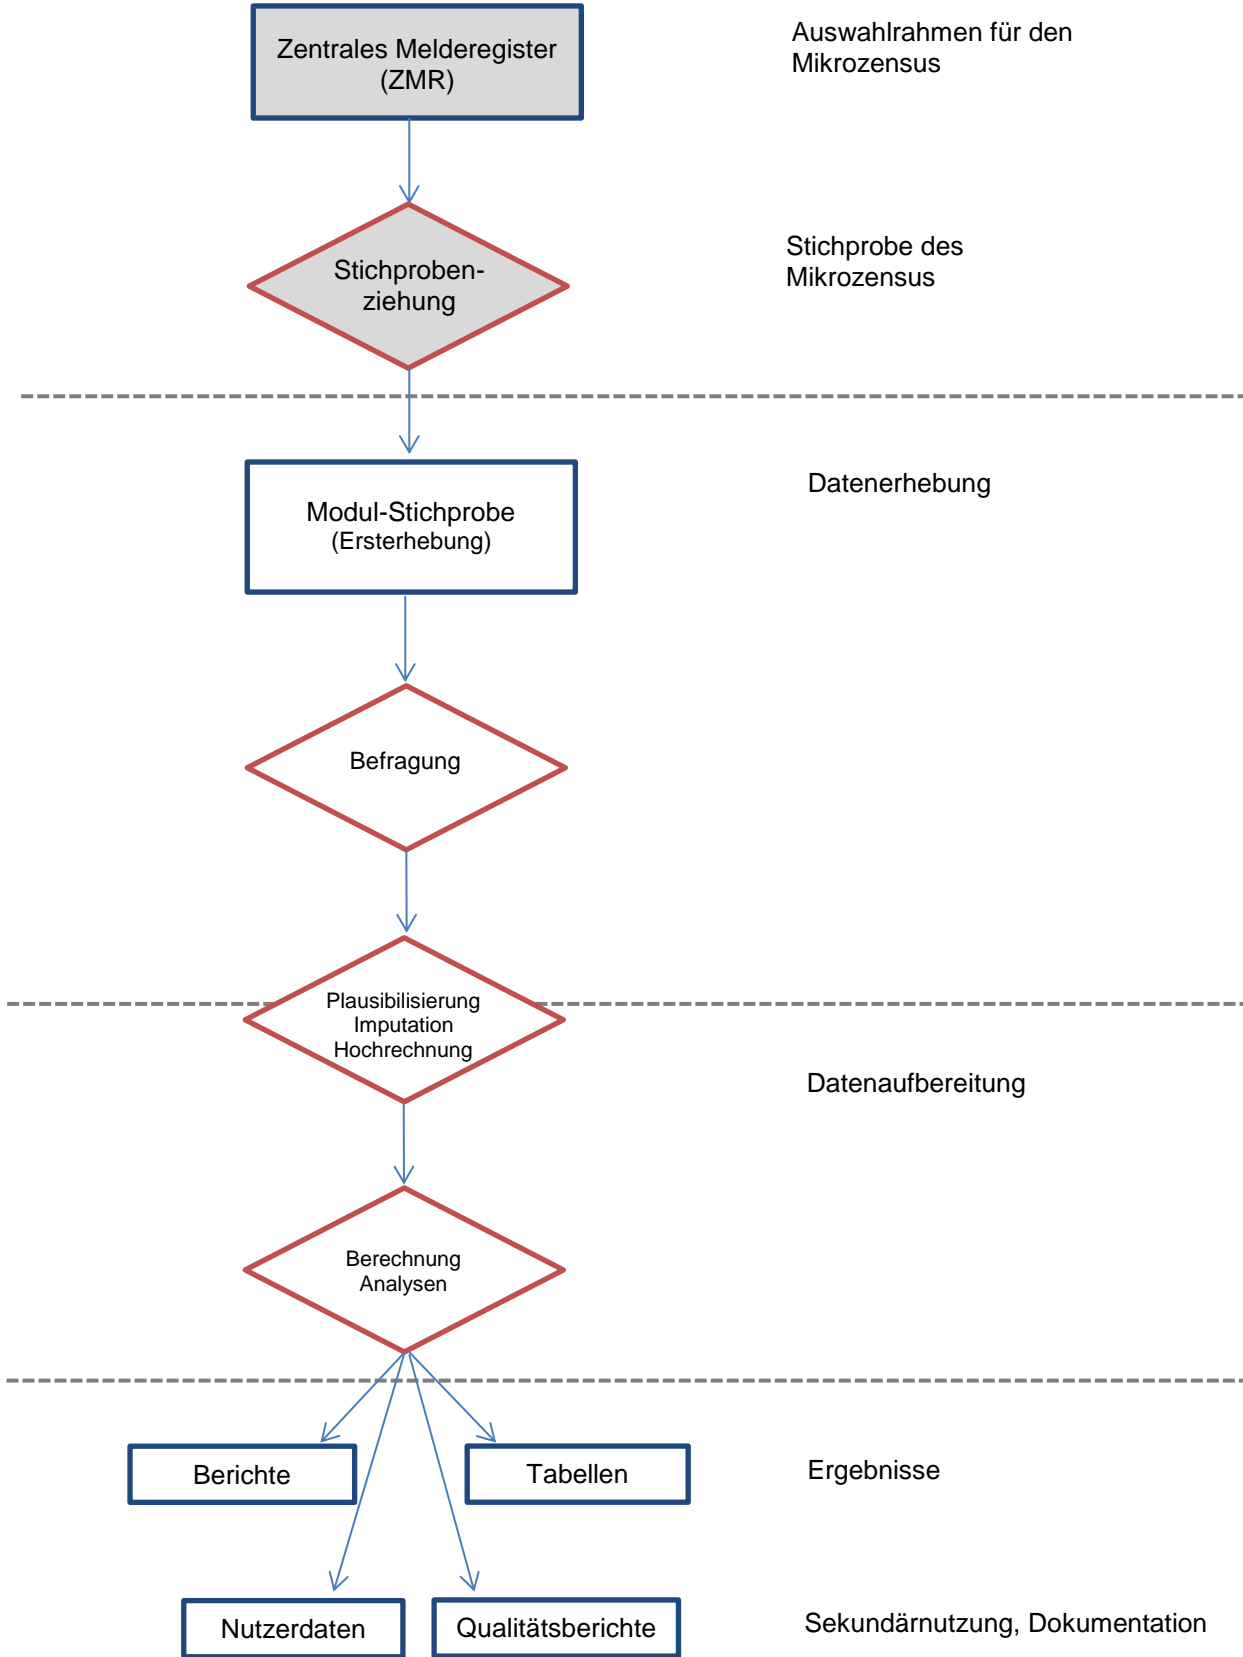 Zentrales Melderegister
(ZMR)
Auswahlrahmen für den
Mikrozensus
Stichproben-
ziehung
Stichprobe des
Mikrozensus
Modul-Stichprobe
(Ersterhebung)
Datenerhebung
Befragung
Plausibilisierung
Imputation
Hochrechnung
Datenaufbereitung
Berechnung
Analysen
Berichte
Tabellen
Ergebnisse
Nutzerdaten
Qualitätsberichte
Sekundärnutzung, Dokumentation